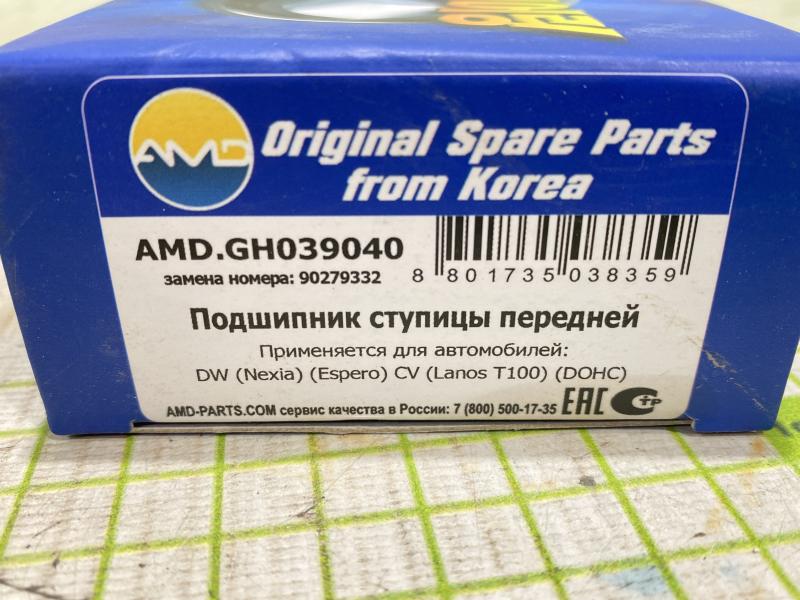 AMD
Original Spare Parts
from Korea
AMD.GH039040
замена номера: 90279332
8 801735 038359
Подшипник ступицы передней
Применяется для автомобилей:
DW (Nexia) (Espero) CV (Lanos T100) (DOHC)
AMD-PARTS.COM сервис качества в России: 7 (800) 500-17-35 EAC СТР